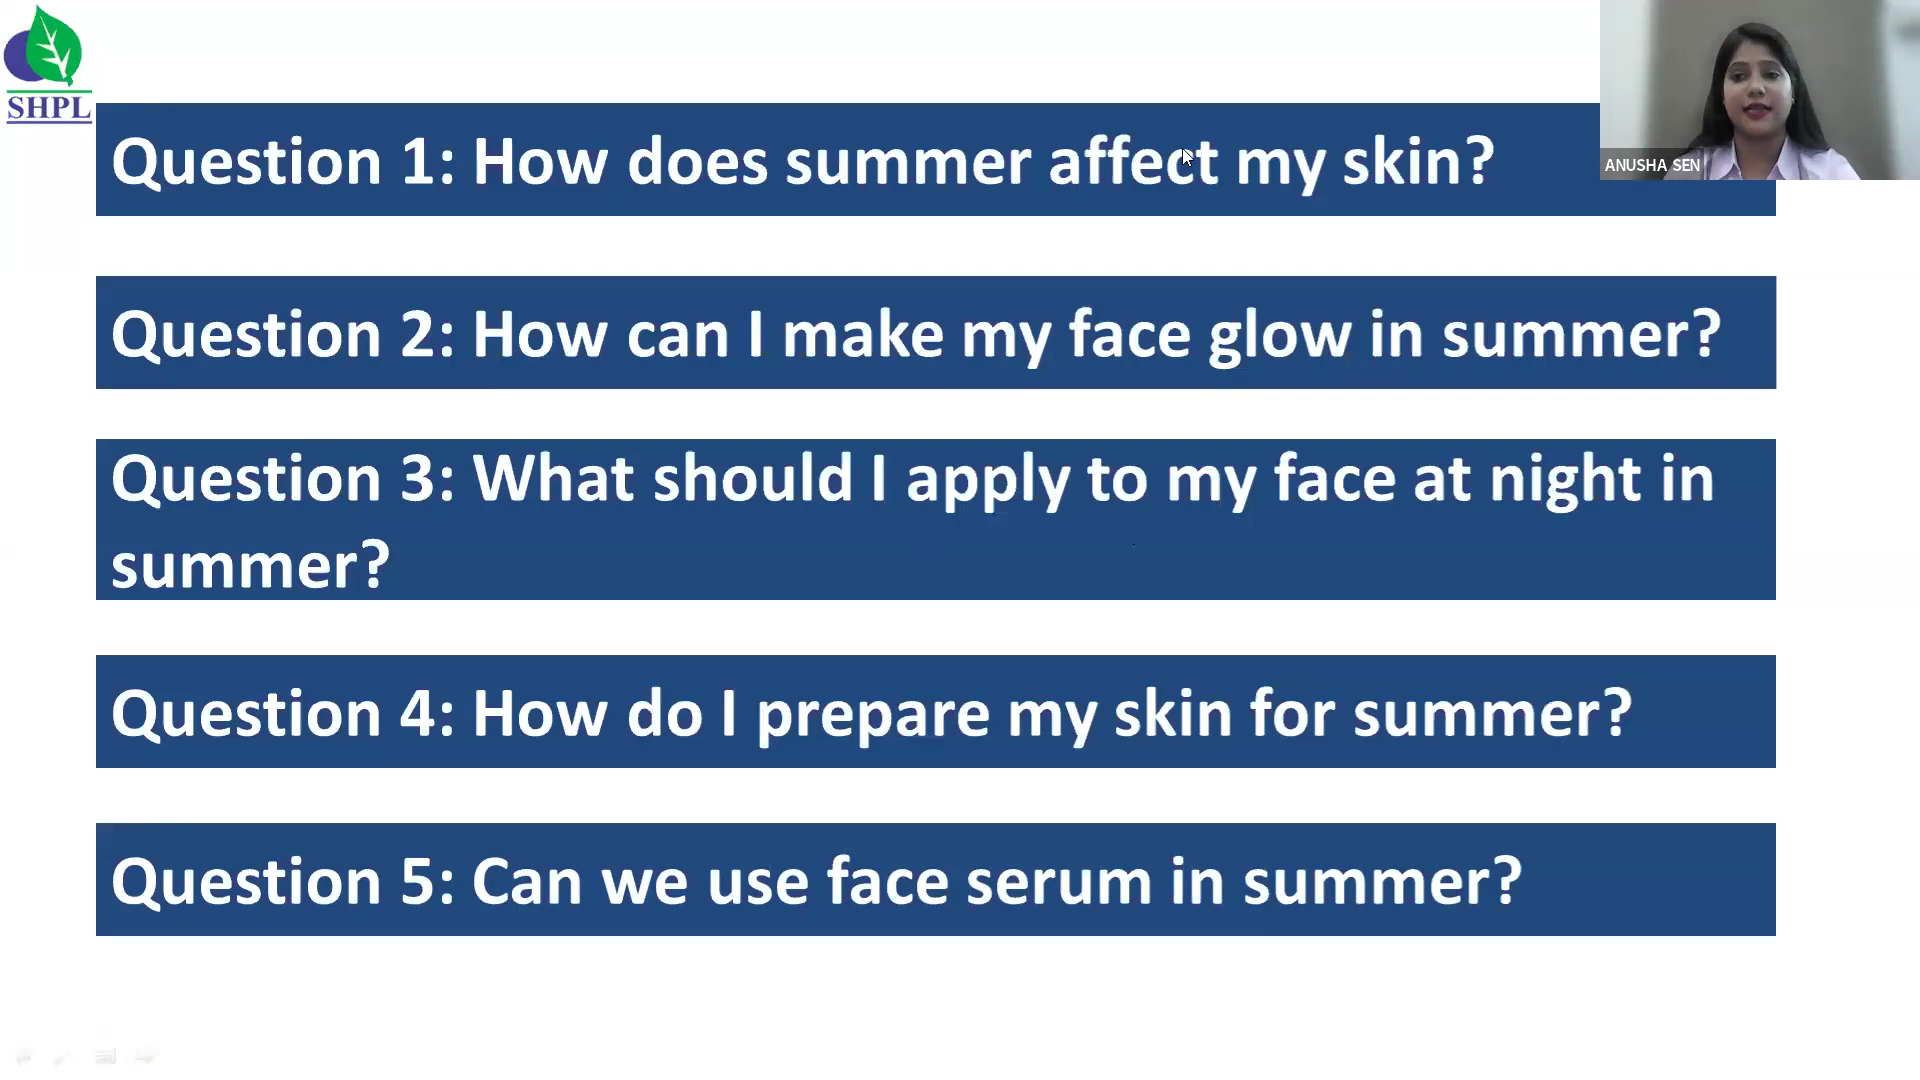 SHPL
Question 1: How does summer affect my skin?
ANUSHA SEN
Question 2: How can I make my face glow in summer?
Question 3: What should I apply to my face at night in
summer?
Question 4: How do I prepare my skin for summer?
Question 5: Can we use face serum in summer?